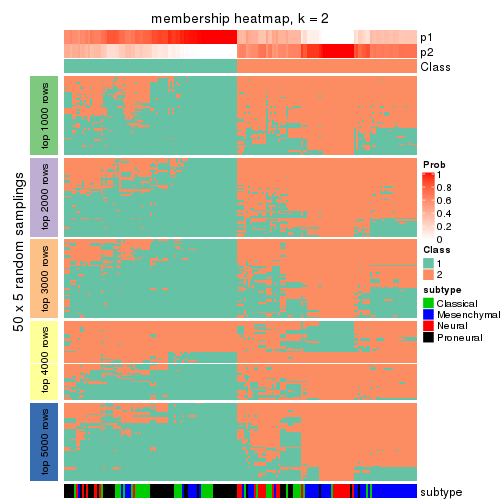 membership heatmap, k = 2
p1
p2
Class
50 x 5 random samplings
top 1000 rows
top 2000 rows
top 3000 rows
top 4000 rows
top 5000 rows
subtype
Prob
1
0.8
0.6
0.4
0.2
0
Class
1
2
subtype
Classical
Mesenchymal
Neural
Proneural